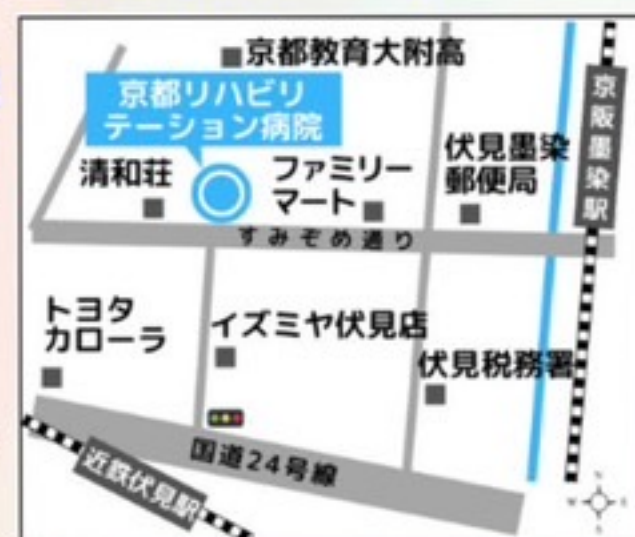 京都教育大附高
京都リハビリ
テーション病院
京阪墨染駅
清和荘
ファミリー
マート
伏見墨染
郵便局
すみぞめ通り
トヨタ
カローラ
イズミヤ伏見店
伏見税務署
国道24号線
近鉄伏見駅
N
W
E
S